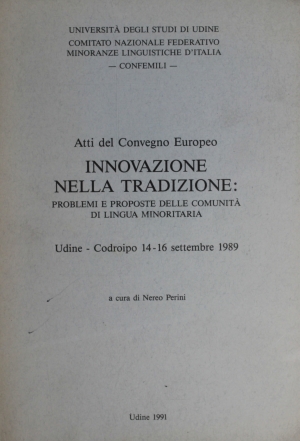 UNIVERSITÀ DEGLI STUDI DI UDINE
COMITATO NAZIONALE FEDERATIVO
MINORANZE LINGUISTICHE D'ITALIA
— CONFEMILI —
Atti del Convegno Europeo
INNOVAZIONE
NELLA TRADIZIONE:
PROBLEMI E PROPOSTE DELLE COMUNITÀ
DI LINGUA MINORITARIA
Udine - Codroipo 14-16 settembre 1989
a cura di Nereo Perini
Udine 1991